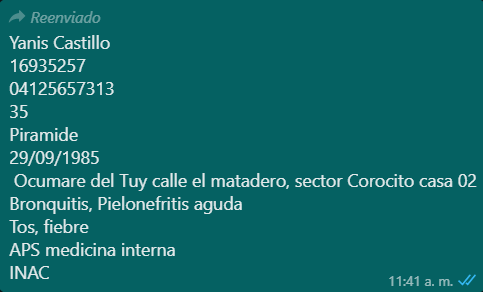 Reenviado
Yanis Castillo
16935257
04125657313
35
Piramide
29/09/1985
Ocumare del Tuy calle el matadero, sector Corocito casa 02
Bronquitis, Pielonefritis aguda
Tos, fiebre
APS medicina interna
INAC
11:41 a. m.